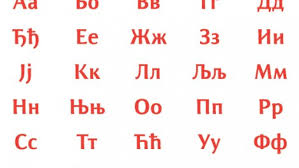 Аа Бб Вв Гг Дд
Ђђ Ее Жж Зз Ии
Јј Кк Лл Љљ Мм
Нн Њњ Оо Пп Рр
Сс Тт Ћћ Уу Фф